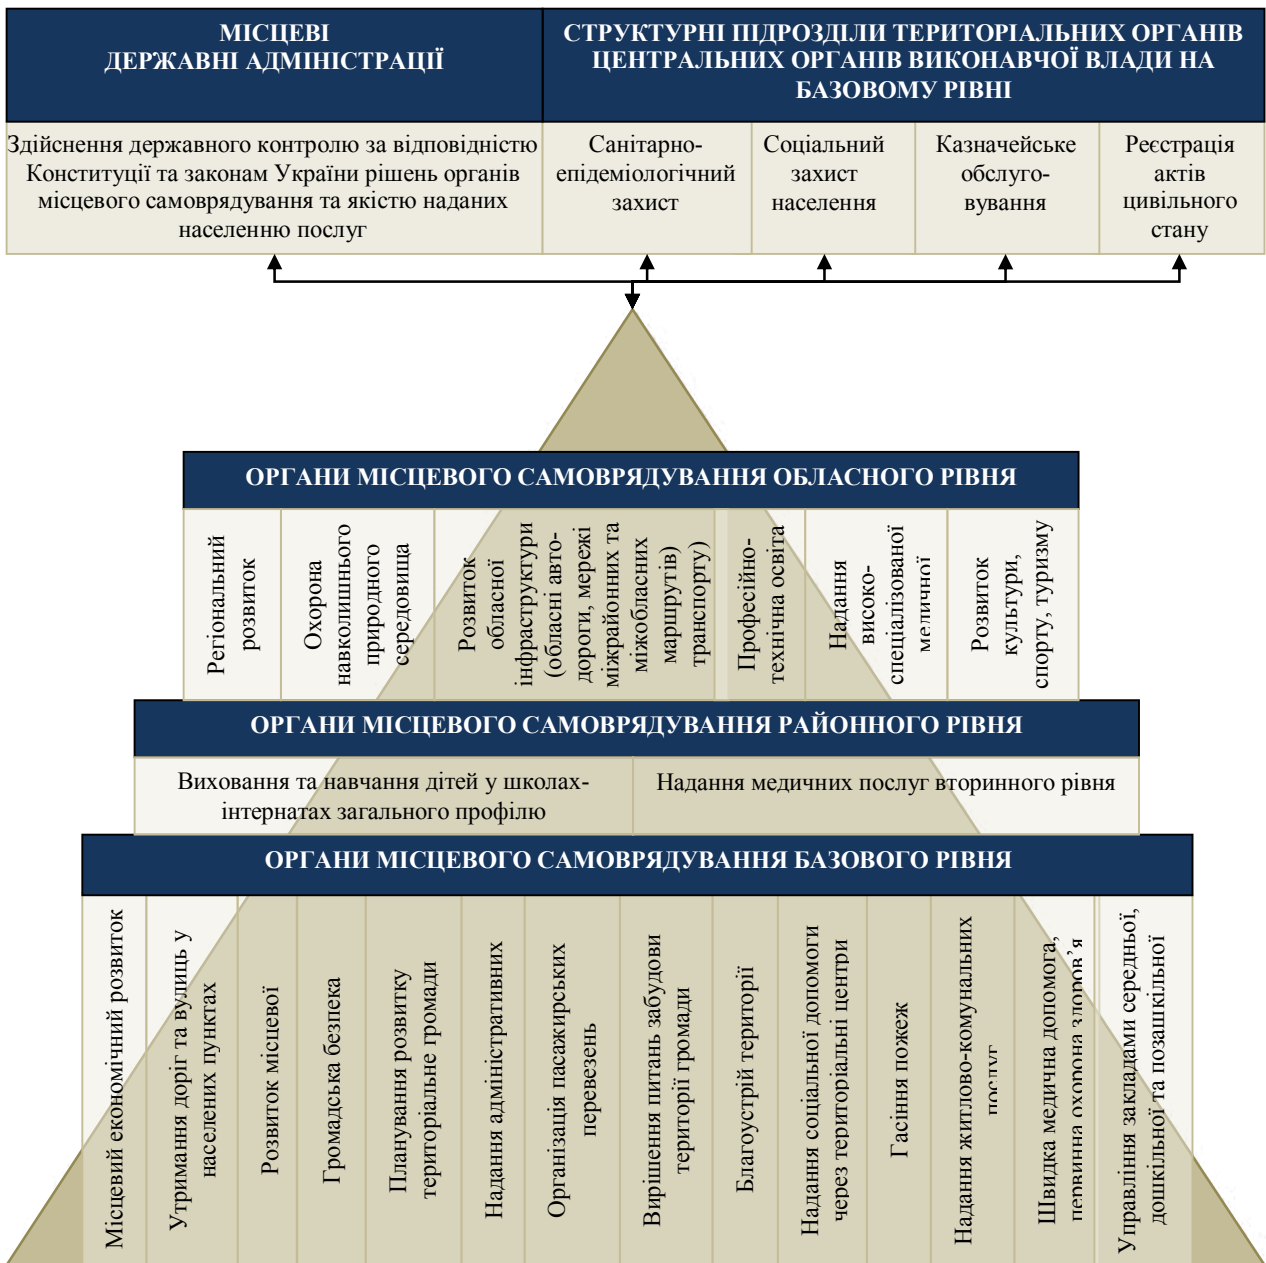 МІСЦЕВІ
ДЕРЖАВНІ АДМІНІСТРАЦІЇ
СТРУКТУРНІ ПІДРОЗДІЛИ ТЕРИТОРІАЛЬНИХ ОРГАНІВ
ЦЕНТРАЛЬНИХ ОРГАНІВ ВИКОНАВЧОЇ ВЛАДИ НА
БАЗОВОМУ РІВНІ
Здійснення державного контролю за відповідністю
Конституції та законам України рішень органів
місцевого самоврядування та якістю наданих
населенню послуг
Санітарно-
епідеміологічний
захист
Соціальний
захист
населення
Казначейське
обслуго-
вування
Реєстрація
актів
цивільного
стану
ОРГАНИ МІСЦЕВОГО САМОВРЯДУВАННЯ ОБЛАСНОГО РІВНЯ
Регіональний
розвиток
Охорона
навколишнього
природного
середовища
Розвиток
обласної
інфраструктури
(обласні авто-
дороги, мережі
міжрайонних та
міжобласних
маршрутів)
транспорту)
Професійно-
технічна освіта
Надання
високо-
спеціалізованої
медичної
Розвиток
культури,
спорту, туризму
ОРГАНИ МІСЦЕВОГО САМОВРЯДУВАННЯ РАЙОННОГО РІВНЯ
Виховання та навчання дітей у школах-
інтернатах загального профілю
Надання медичних послуг вторинного рівня
ОРГАНИ МІСЦЕВОГО САМОВРЯДУВАННЯ БАЗОВОГО РІВНЯ
Місцевий економічний розвиток
Утримання доріг та вулиць у
населених пунктах
Розвиток місцевої
Громадська безпека
Планування розвитку
територіальне громади
Надання адміністративних
Організація пасажирських
перевезень
Вирішення питань забудови
території громади
Благоустрій території
Надання соціальної допомоги
через територіальні центри
Гасіння пожеж
Надання житлово-комунальних
послуг
Швидка медична допомога,
первинна охорона здоров’я
Управління закладами середньої,
дошкільної та позашкільної